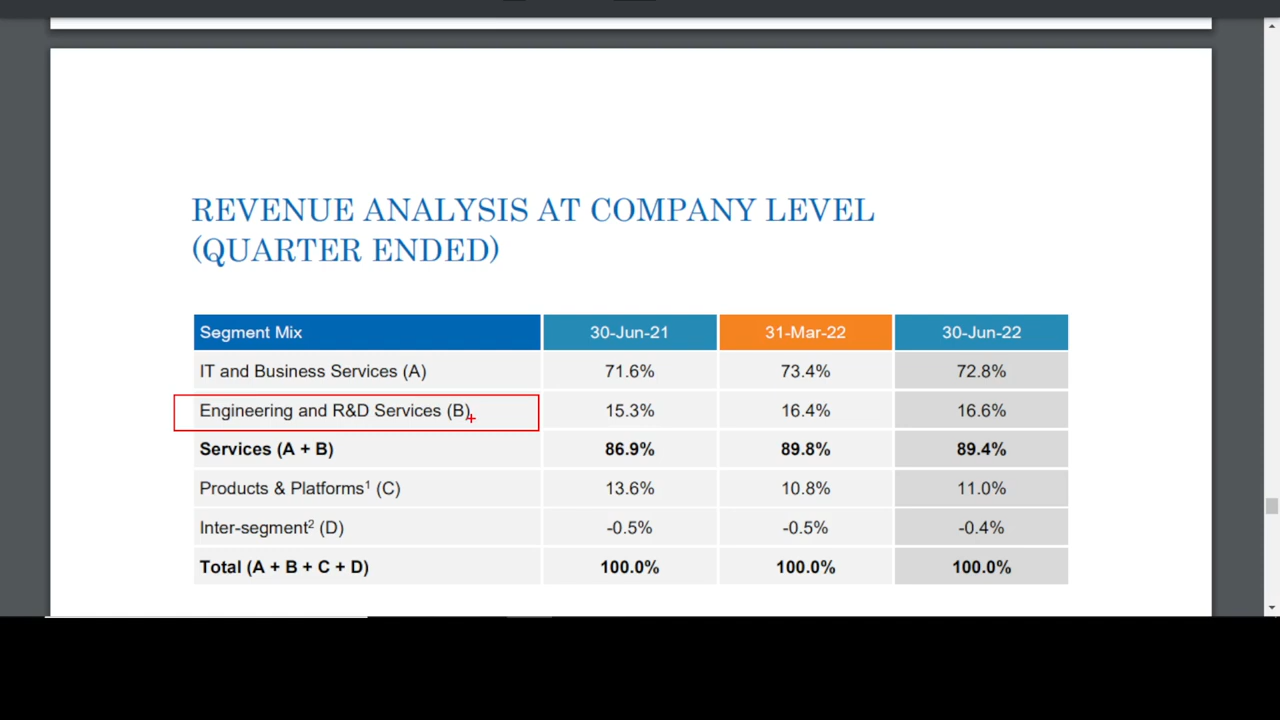 REVENUE ANALYSIS AT COMPANY LEVEL
(QUARTER ENDED)
Segment Mix 30-Jun-21 31-Mar-22 30-Jun-22
IT and Business Services (A) 71.6% 73.4% 72.8%
Engineering and R&D Services (B) 15.3% 16.4% 16.6%
Services (A + B) 86.9% 89.8% 89.4%
Products & Platforms¹ (C) 13.6% 10.8% 11.0%
Inter-segment² (D) -0.5% -0.5% -0.4%
Total (A + B + C + D) 100.0% 100.0% 100.0%